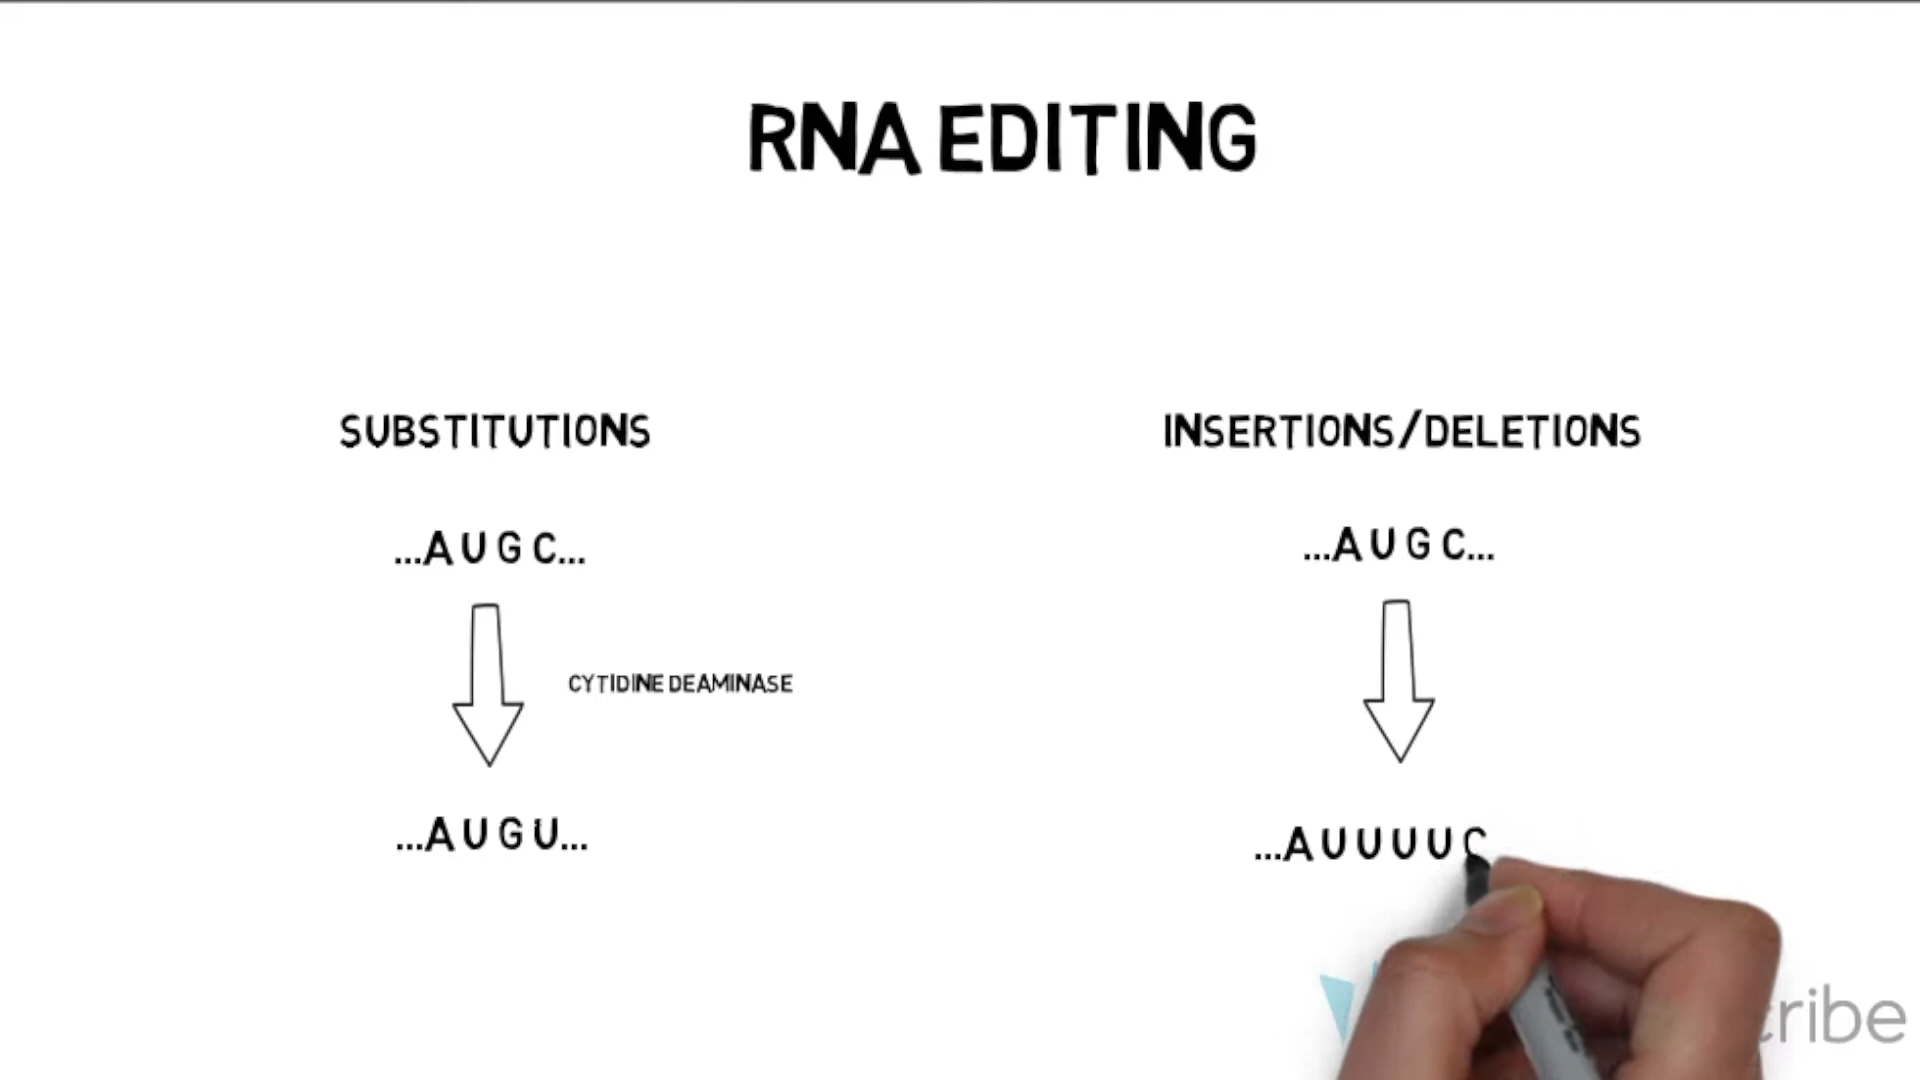 RNA EDITING
SUBSTITUTIONS
...A U G C...
CYTIDINE DEAMINASE
...A U G U...
INSERTIONS/DELETIONS
...A U G C...
...A U U U U C